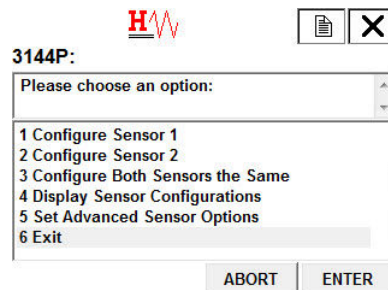 H
3144P:
Please choose an option:
1 Configure Sensor 1
2 Configure Sensor 2
3 Configure Both Sensors the Same
4 Display Sensor Configurations
5 Set Advanced Sensor Options
6 Exit
ABORT ENTER